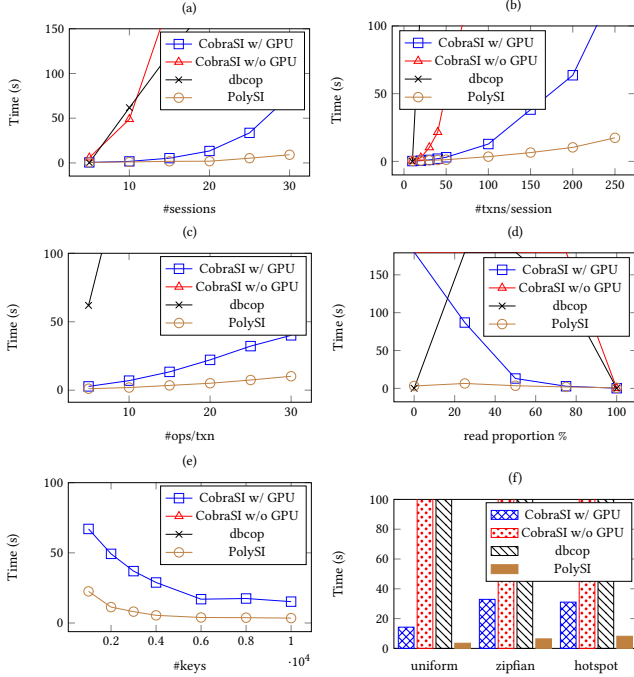 (a)
150
100
50
0
Time (s)
10
20
30
#sessions
CobraSI w/ GPU
CobraSI w/o GPU
dbcop
PolySI
(b)
100
50
0
Time (s)
0
50
100
150
200
250
#txns/session
CobraSI w/ GPU
CobraSI w/o GPU
dbcop
PolySI
(c)
100
50
0
Time (s)
10
20
30
#ops/txn
CobraSI w/ GPU
CobraSI w/o GPU
dbcop
PolySI
(d)
150
100
50
0
Time (s)
0
20
40
60
80
100
read proportion %
CobraSI w/ GPU
CobraSI w/o GPU
dbcop
PolySI
(e)
100
50
0
Time (s)
0.2
0.4
0.6
0.8
1
·10⁴
#keys
CobraSI w/ GPU
CobraSI w/o GPU
dbcop
PolySI
(f)
100
80
60
40
20
0
Time (s)
uniform
zipfian
hotspot
CobraSI w/ GPU
CobraSI w/o GPU
dbcop
PolySI